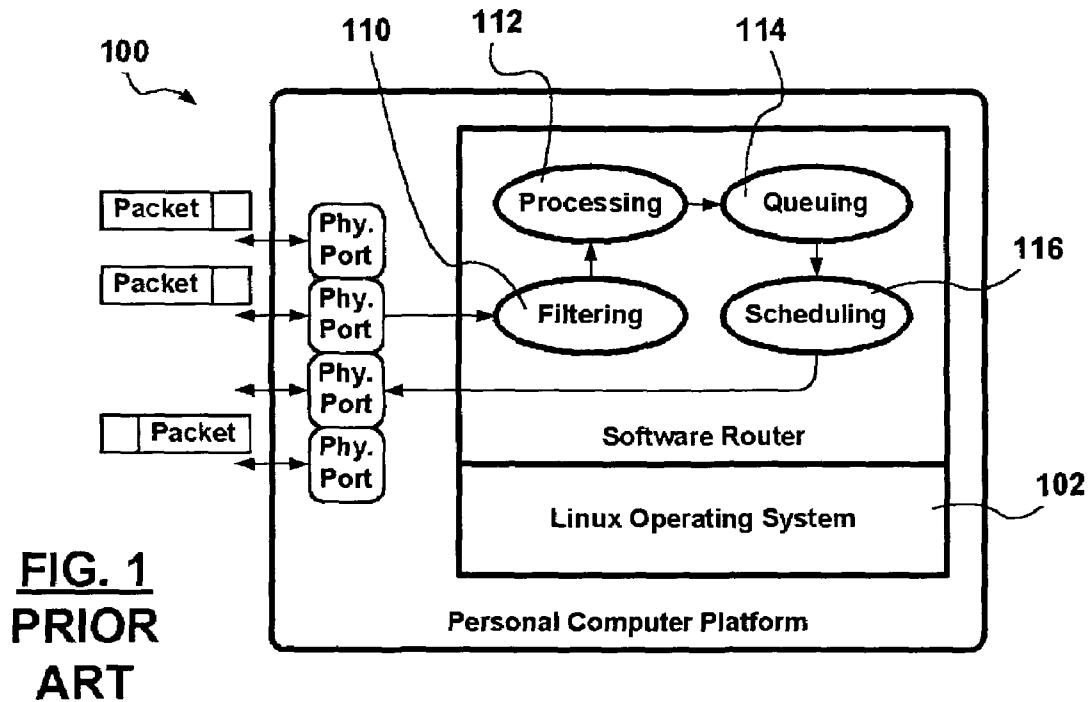 100
110
112
114
Packet
Phy.
Port
Processing
Queuing
Packet
Phy.
Port
Filtering
Scheduling
116
Phy.
Port
Packet
Phy.
Port
Software Router
102
Linux Operating System
Personal Computer Platform
FIG. 1
PRIOR
ART